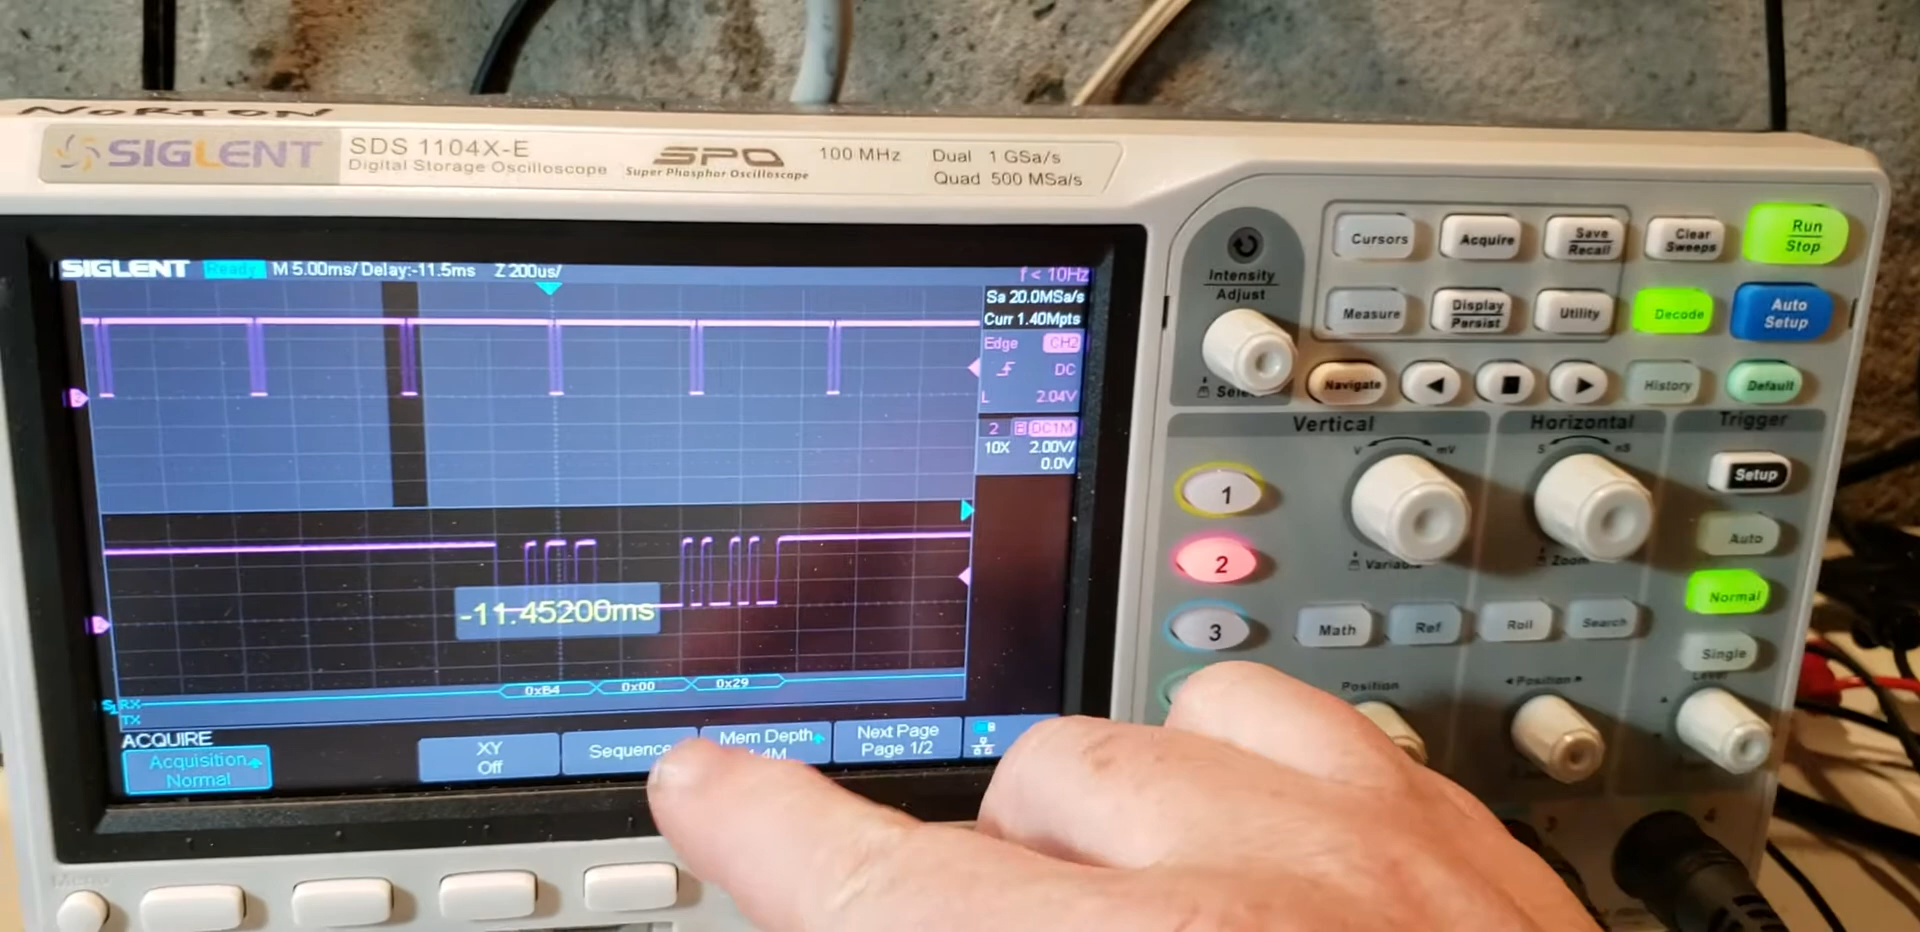 NORTON
SIGLENT
SDS 1104X-E
Digital Storage Oscilloscope
SPO
Super Phosphor Oscilloscope
100 MHz
Dual 1 GSa/s
Quad 500 MSa/s
SIGLENT Ready M 5.00ms/ Delay:-11.5ms Z 200us/
f < 10Hz
Sa 20.0MSa/s
Curr 1.40Mpts
Edge CH2
DC
L 2.04V
2 B DC1M
10X 2.00V/
0.0V
-11.45200ms
0xB4 0x00 0x29
S1 RX
TX
ACQUIRE
Acquisition
Normal
XY
Off
Sequence
Mem Depth
1.4M
Next Page
Page 1/2
Menu
Intensity
Adjust
Cursors
Acquire
Save
Recall
Clear
Sweeps
Run
Stop
Measure
Display
Persist
Utility
Decode
Auto
Setup
Navigate
History
Default
Vertical
Horizontal
Trigger
V mV
S nS
Setup
1
2
3
Zoom
Auto
Normal
Math
Ref
Roll
Search
Single
Position
Position
Level
3
4